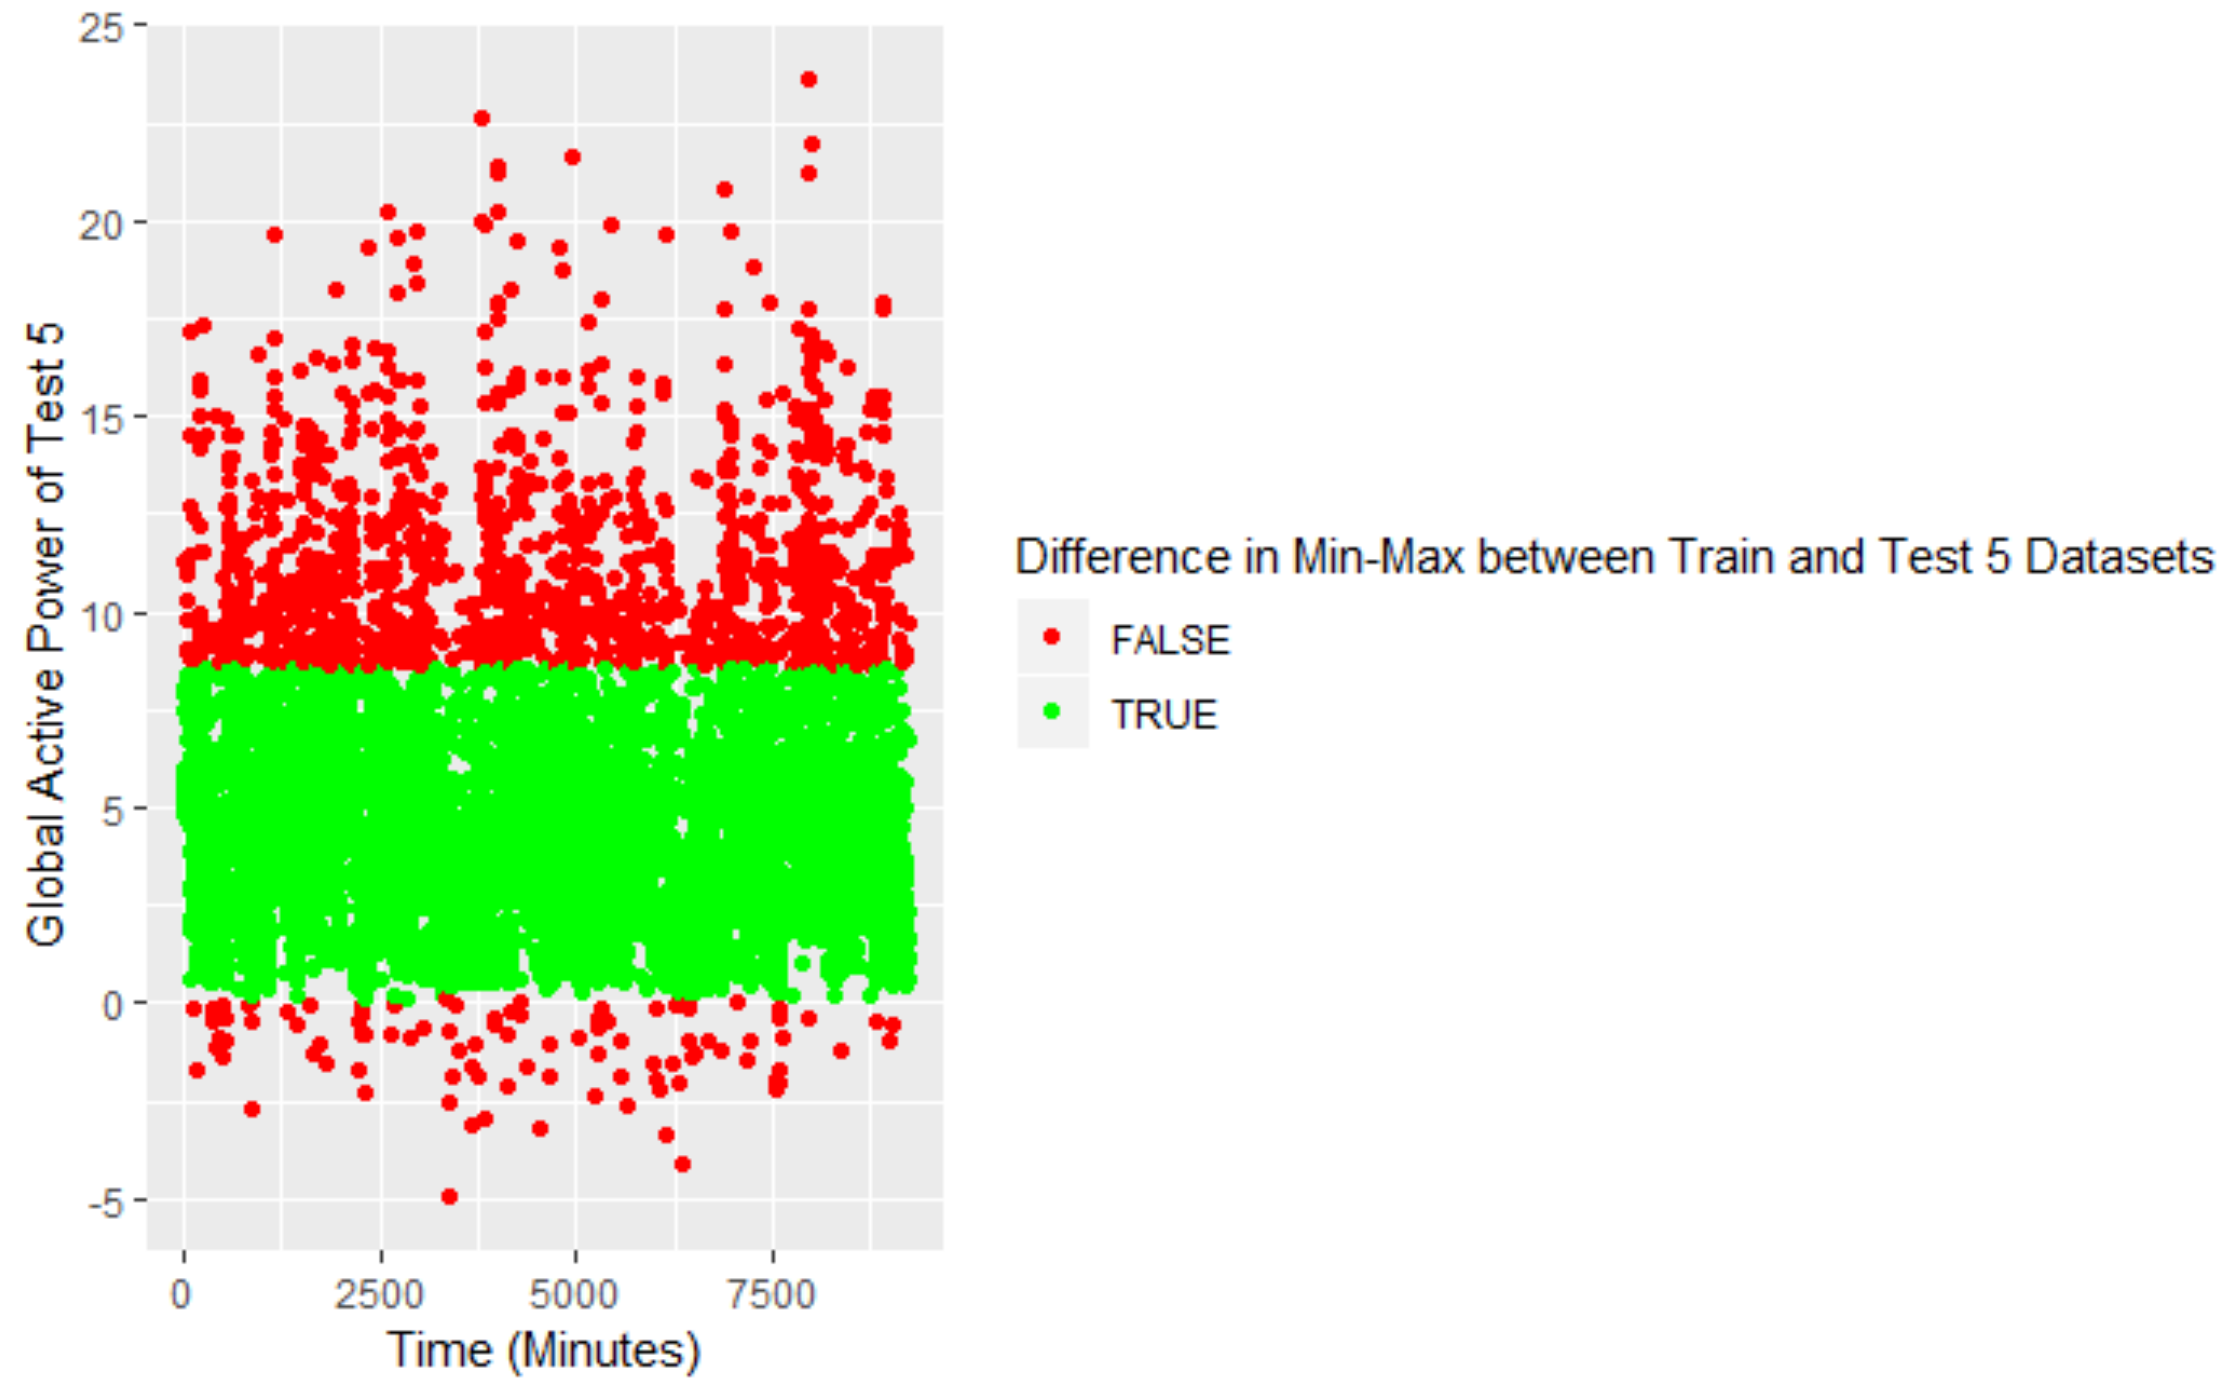 25
20
15
10
5
0
-5
Global Active Power of Test 5
0 2500 5000 7500
Time (Minutes)
Difference in Min-Max between Train and Test 5 Datasets
FALSE
TRUE